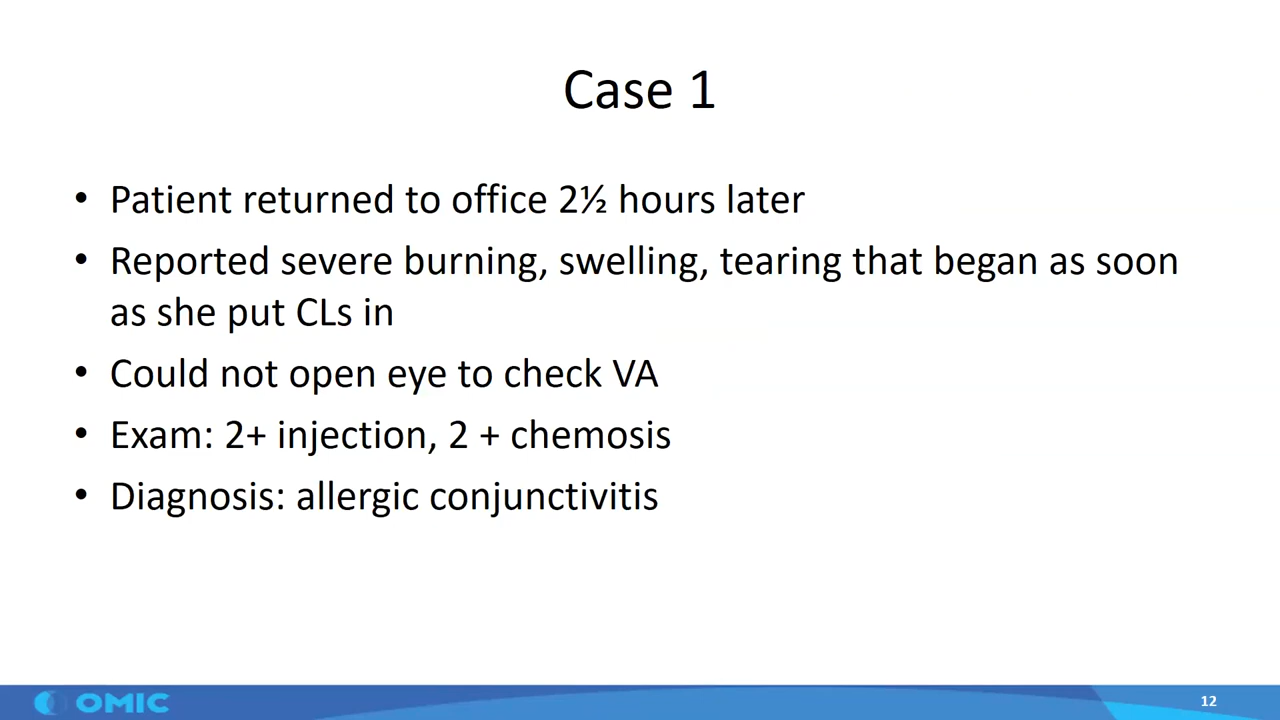 Case 1
• Patient returned to office 2½ hours later
• Reported severe burning, swelling, tearing that began as soon
as she put CLs in
• Could not open eye to check VA
• Exam: 2+ injection, 2 + chemosis
• Diagnosis: allergic conjunctivitis
OMIC
12